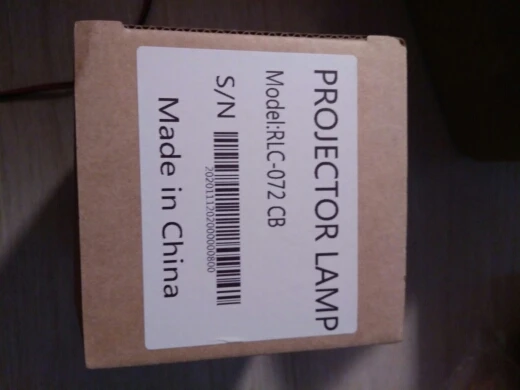 PROJECTOR LAMP
Model:RLC-072 CB
S/N
Made in China